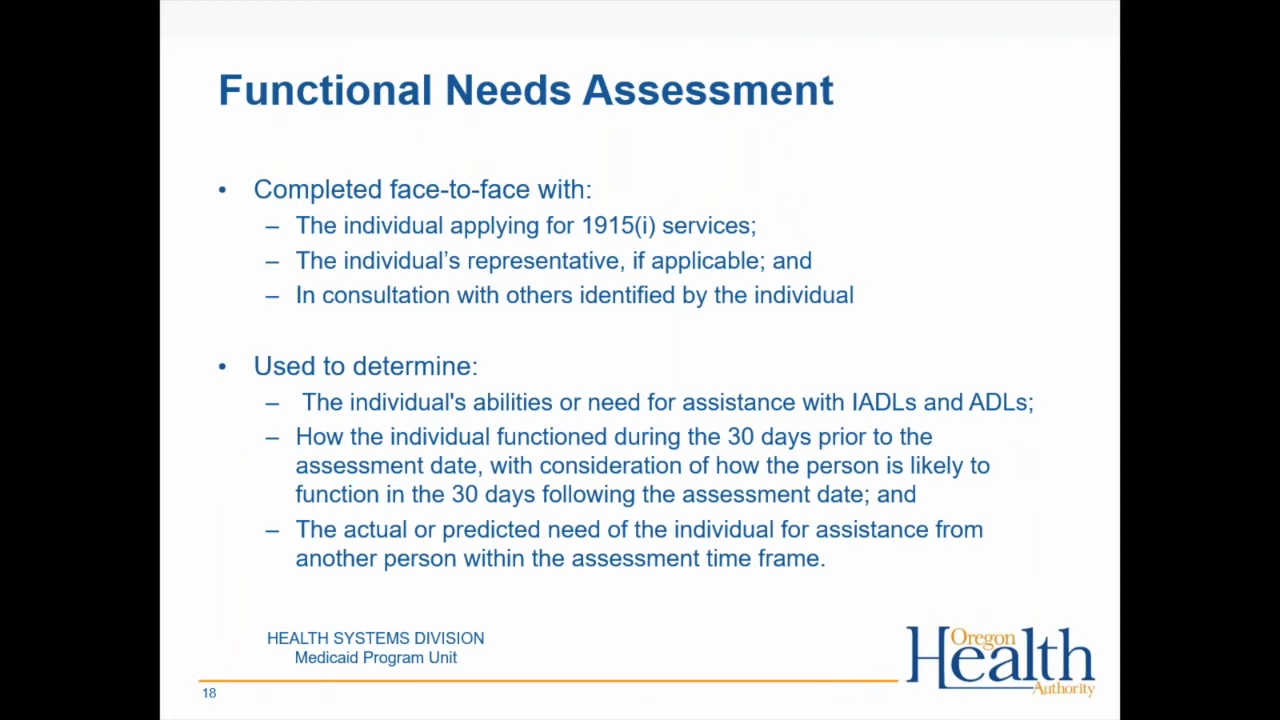 Functional Needs Assessment
• Completed face-to-face with:
– The individual applying for 1915(i) services;
– The individual’s representative, if applicable; and
– In consultation with others identified by the individual
• Used to determine:
– The individual's abilities or need for assistance with IADLs and ADLs;
– How the individual functioned during the 30 days prior to the
assessment date, with consideration of how the person is likely to
function in the 30 days following the assessment date; and
– The actual or predicted need of the individual for assistance from
another person within the assessment time frame.
HEALTH SYSTEMS DIVISION
Medicaid Program Unit
18
Oregon
Health
Authority